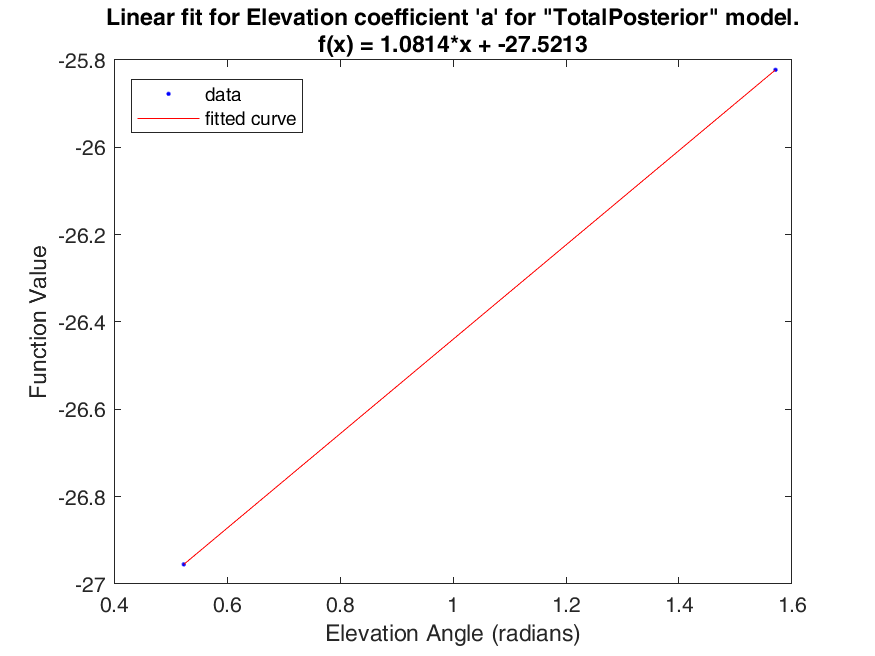 Linear fit for Elevation coefficient 'a' for "TotalPosterior" model.
f(x) = 1.0814*x + -27.5213
data
fitted curve
Function Value
-25.8
-26
-26.2
-26.4
-26.6
-26.8
-27
0.4
0.6
0.8
1
1.2
1.4
1.6
Elevation Angle (radians)